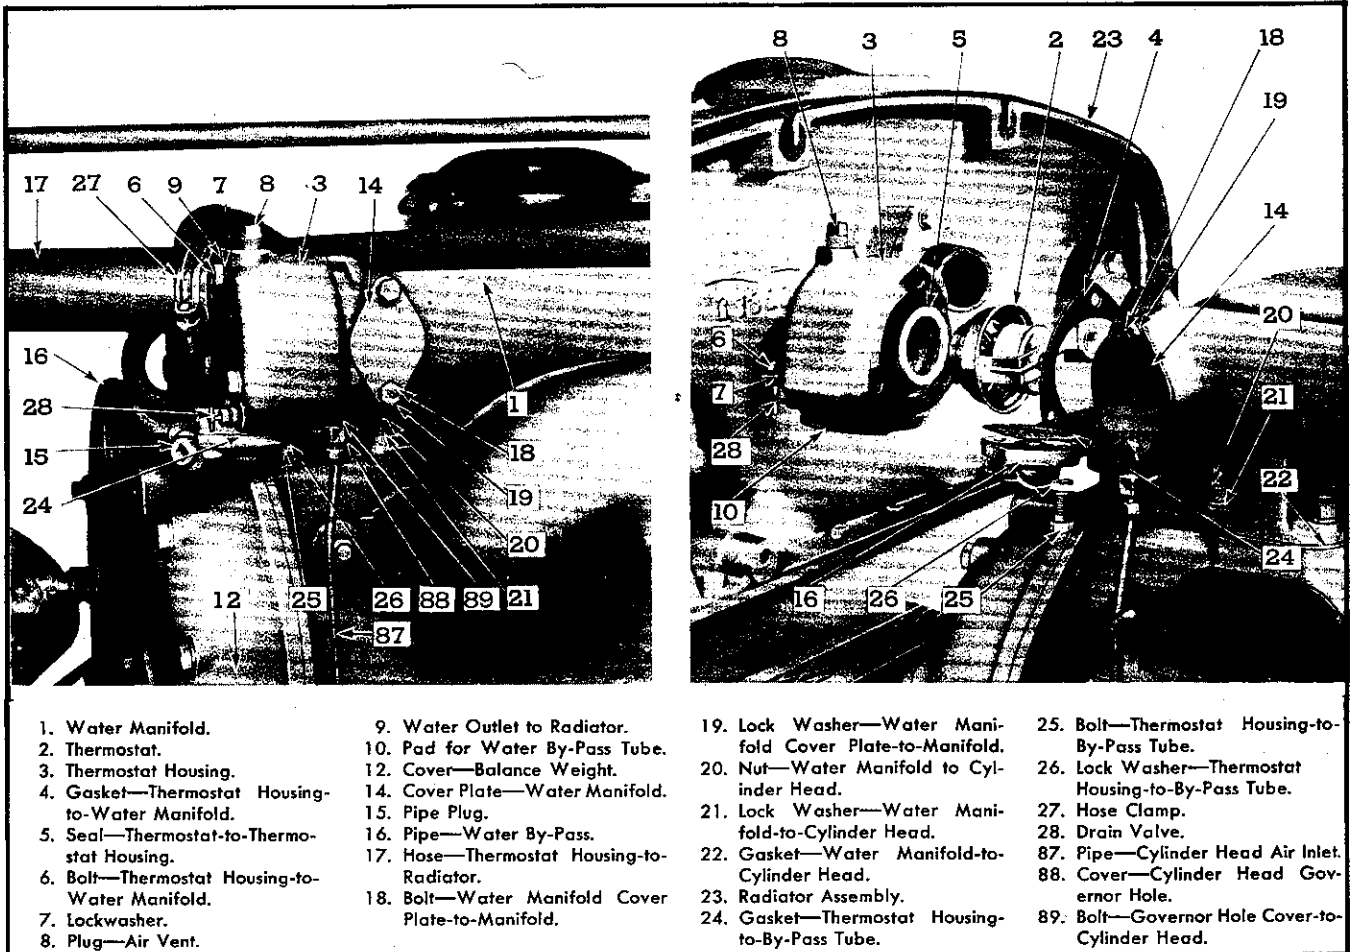 8 3 5 2 23 4 18
19
17 27 6 9 7 8 3 14
14
20
16
6
21
7
28
1
28
22
15
18
24
19
10
20
24
12 25 26 88 89 21
16 26 25
87
1. Water Manifold.
2. Thermostat.
3. Thermostat Housing.
4. Gasket—Thermostat Housing-
to-Water Manifold.
5. Seal—Thermostat-to-Thermo-
stat Housing.
6. Bolt—Thermostat Housing-to-
Water Manifold.
7. Lockwasher.
8. Plug—Air Vent.
9. Water Outlet to Radiator.
10. Pad for Water By-Pass Tube.
12. Cover—Balance Weight.
14. Cover Plate—Water Manifold.
15. Pipe Plug.
16. Pipe—Water By-Pass.
17. Hose—Thermostat Housing-to-
Radiator.
18. Bolt—Water Manifold Cover
Plate-to-Manifold.
19. Lock Washer—Water Mani-
fold Cover Plate-to-Manifold.
20. Nut—Water Manifold to Cyl-
inder Head.
21. Lock Washer—Water Mani-
fold-to-Cylinder Head.
22. Gasket—Water Manifold-to-
Cylinder Head.
23. Radiator Assembly.
24. Gasket—Thermostat Housing-
to-By-Pass Tube.
25. Bolt—Thermostat Housing-to-
By-Pass Tube.
26. Lock Washer—Thermostat
Housing-to-By-Pass Tube.
27. Hose Clamp.
28. Drain Valve.
87. Pipe—Cylinder Head Air Inlet.
88. Cover—Cylinder Head Gov-
ernor Hole.
89. Bolt—Governor Hole Cover-to-
Cylinder Head.